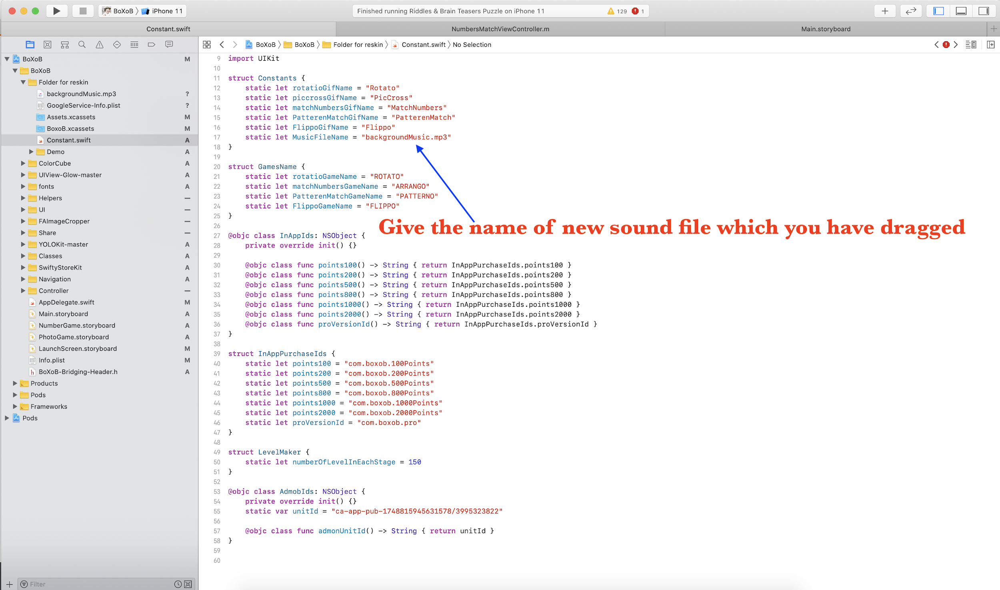 BoXoB 〉 iPhone 11
Finished running Riddles & Brain Teasers Puzzle on iPhone 11
129 1
Constant.swift
NumbersMatchViewController.m
Main.storyboard
BoXoB 〉 BoXoB 〉 Folder for reskin 〉 Constant.swift 〉 No Selection
BoXoB M
BoXoB
Folder for reskin
backgroundMusic.mp3 ?
GoogleService-Info.plist ?
Assets.xcassets M
BoxoB.xcassets M
Constant.swift A
Demo A
ColorCube A
UIView-Glow-master A
fonts A
Helpers —
UI —
FAImageCropper —
Share —
YOLOKit-master A
Classes A
SwiftyStoreKit A
Navigation A
Controller —
AppDelegate.swift M
Main.storyboard A
NumberGame.storyboard A
PhotoGame.storyboard A
LaunchScreen.storyboard M
Info.plist M
h BoXoB-Bridging-Header.h A
Products
Pods
Frameworks
Pods
Filter
9 import UIKit
10
11 struct Constants {
12     static let rotatioGifName = "Rotato"
13     static let piccrossGifName = "PicCross"
14     static let matchNumbersGifName = "MatchNumbers"
15     static let PatterenMatchGifName = "PatterenMatch"
16     static let FlippoGifName = "Flippo"
17     static let MusicFileName = "backgroundMusic.mp3"
18 }
19
20 struct GamesName {
21     static let rotatioGameName = "ROTATO"
22     static let matchNumbersGameName = "ARRANGO"
23     static let PatterenMatchGameName = "PATTERNO"
24     static let FlippoGameName = "FLIPPO"
25 }
26
Give the name of new sound file which you have dragged
27 @objc class InAppIds: NSObject {
28     private override init() {}
29
30     @objc class func points100() -> String { return InAppPurchaseIds.points100 }
31     @objc class func points200() -> String { return InAppPurchaseIds.points200 }
32     @objc class func points500() -> String { return InAppPurchaseIds.points500 }
33     @objc class func points800() -> String { return InAppPurchaseIds.points800 }
34     @objc class func points1000() -> String { return InAppPurchaseIds.points1000 }
35     @objc class func points2000() -> String { return InAppPurchaseIds.points2000 }
36     @objc class func proVersionId() -> String { return InAppPurchaseIds.proVersionId }
37 }
38
39 struct InAppPurchaseIds {
40     static let points100 = "com.boxob.100Points"
41     static let points200 = "com.boxob.200Points"
42     static let points500 = "com.boxob.500Points"
43     static let points800 = "com.boxob.800Points"
44     static let points1000 = "com.boxob.1000Points"
45     static let points2000 = "com.boxob.2000Points"
46     static let proVersionId = "com.boxob.pro"
47 }
48
49 struct LevelMaker {
50     static let numberOfLevelInEachStage = 150
51 }
52
53 @objc class AdmobIds: NSObject {
54     private override init() {}
55     static var unitId = "ca-app-pub-1748815945631578/3995323822"
56
57     @objc class func admonUnitId() -> String { return unitId }
58 }
59
60